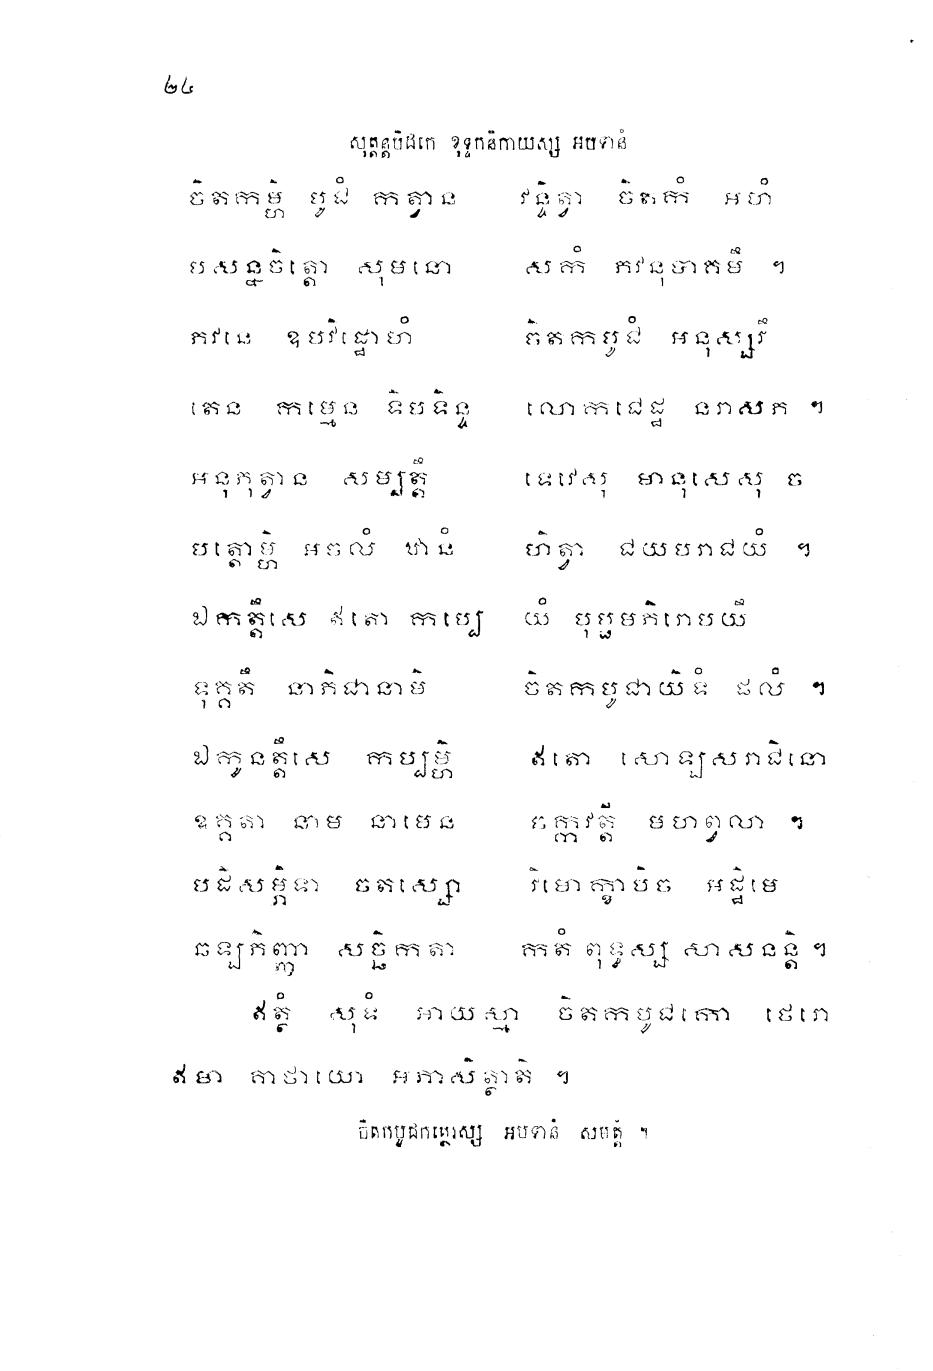 ២៤
សុត្តន្តបិដកេ ខុទ្ទកនិកាយស្ស អបទានំ
ចិតកម្ហិ បូជំ កត្វាន វន្ទិត្វា ចិតកំ អហំ
បសន្នចិត្តោ សុមនោ សកំ ភវនុបាគមឹ ។
ភវនេ ឧបវិដ្ឋោហំ ចិតកបូជំ អនុស្សរឹ
តេន កម្មេន ទិបទិន្ទ លោកជេដ្ឋ នរាសភ ។
អនុភុត្វាន សម្បត្តឹ ទេវេសុ មានុសេសុ ច
បត្តោម្ហិ អចលំ ឋានំ ហិត្វា ជយបរាជយំ ។
ឯកត្តឹសេ ឥតោ កប្បេ យំ បុប្ផមភិរោបយឹ
ទុគ្គតឹ នាភិជានាមិ ចិតកបូជាយិទំ ផលំ ។
ឯកូនត្តឹសេ កប្បម្ហិ ឥតោ សោឡសរាជិនោ
ឧគ្គតា នាម នាមេន ចក្កវត្តី មហាព្វលា ។
បដិសម្ភិទា ចតស្សោ វិមោក្ខាបិច អដ្ឋិមេ
ឆឡភិញ្ញា សច្ឆិកតា កតំ ពុទ្ធស្ស សាសនន្តិ ។
ឥត្ថំ សុទំ អាយស្មា ចិតកបូជកោ ថេរោ
ឥមា គាថាយោ អភាសិត្ថាតិ ។
ចិតកបូជកត្ថេរស្ស អបទានំ សមត្តំ ។